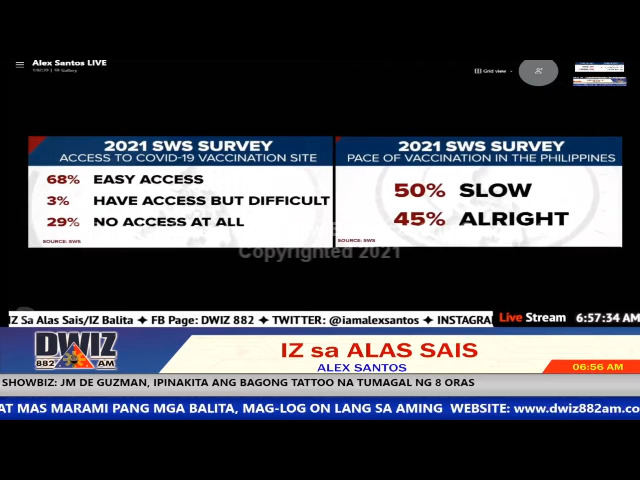 Alex Santos LIVE
Grid view
2021 SWS SURVEY
ACCESS TO COVID-19 VACCINATION SITE
68% EASY ACCESS
3% HAVE ACCESS BUT DIFFICULT
29% NO ACCESS AT ALL
SOURCE: SWS
2021 SWS SURVEY
PACE OF VACCINATION IN THE PHILIPPINES
50% SLOW
45% ALRIGHT
SOURCE: SWS
Copyrighted 2021
IZ Sa Alas Sais/IZ Balita ✦ FB Page: DWIZ 882 ✦ TWITTER: @iamalexsantos ✦ INSTAGRA
Live Stream 6:57:34 AM
DWIZ
882 AM
IZ sa ALAS SAIS
ALEX SANTOS
06:56 AM
SHOWBIZ: JM DE GUZMAN, IPINAKITA ANG BAGONG TATTOO NA TUMAGAL NG 8 ORAS
AT MAS MARAMI PANG MGA BALITA, MAG-LOG ON LANG SA AMING WEBSITE: www.dwiz882am.co